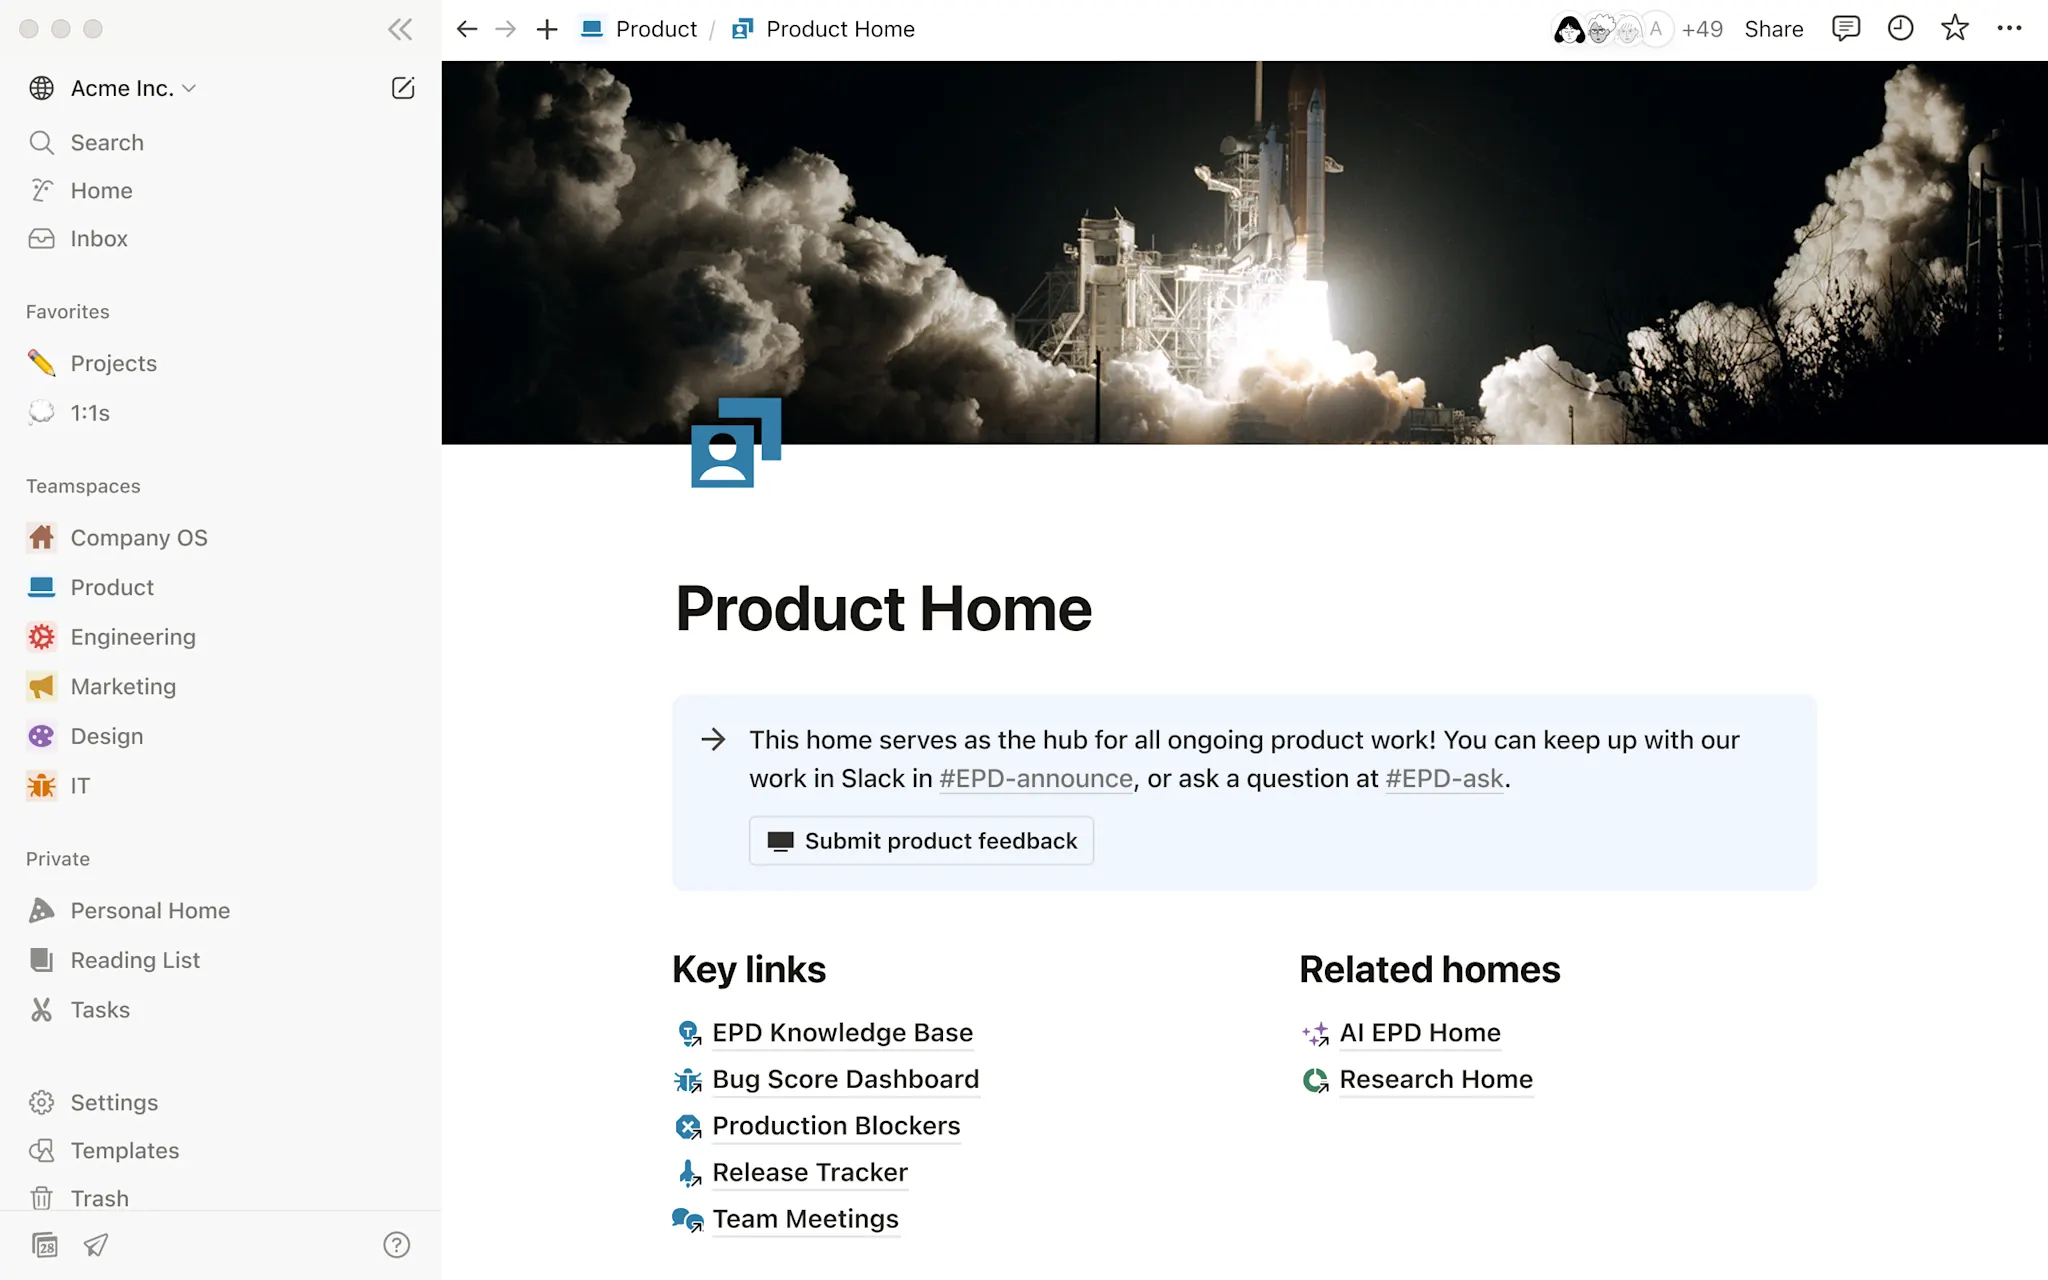 Product / Product Home
A +49 Share
Acme Inc.
Search
Home
Inbox
Favorites
Projects
1:1s
Teamspaces
Company OS
Product
Engineering
Marketing
Design
IT
Private
Personal Home
Reading List
Tasks
Settings
Templates
Trash
28
Product Home
This home serves as the hub for all ongoing product work! You can keep up with our
work in Slack in #EPD-announce, or ask a question at #EPD-ask.
Submit product feedback
Key links
EPD Knowledge Base
Bug Score Dashboard
Production Blockers
Release Tracker
Team Meetings
Related homes
AI EPD Home
Research Home